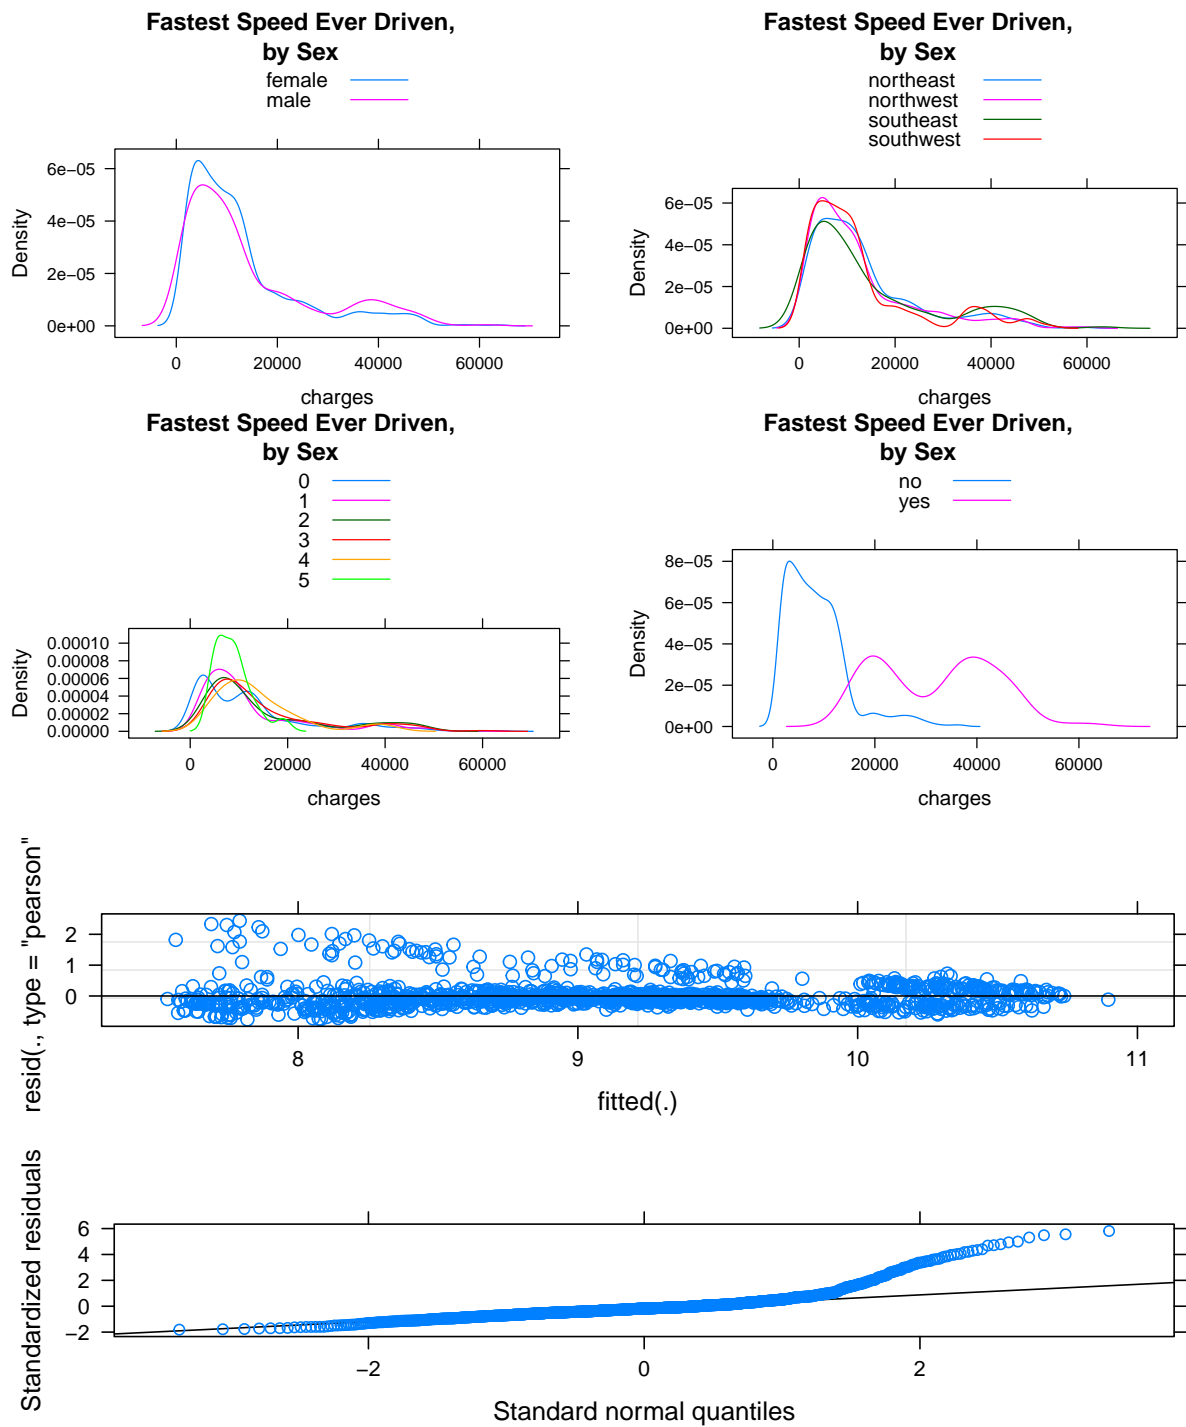 Fastest Speed Ever Driven,
by Sex
female
male
6e−05
4e−05
2e−05
0e+00
Density
0 20000 40000 60000
charges
Fastest Speed Ever Driven,
by Sex
northeast
northwest
southeast
southwest
6e−05
4e−05
2e−05
0e+00
Density
0 20000 40000 60000
charges
Fastest Speed Ever Driven,
by Sex
0
1
2
3
4
5
0.00010
0.00008
0.00006
0.00004
0.00002
0.00000
Density
0 20000 40000 60000
charges
Fastest Speed Ever Driven,
by Sex
no
yes
8e−05
6e−05
4e−05
2e−05
0e+00
Density
0 20000 40000 60000
charges
resid(., type = "pearson"
2
1
0
8 9 10 11
fitted(.)
Standardized residuals
6
4
2
0
−2
−2 0 2
Standard normal quantiles